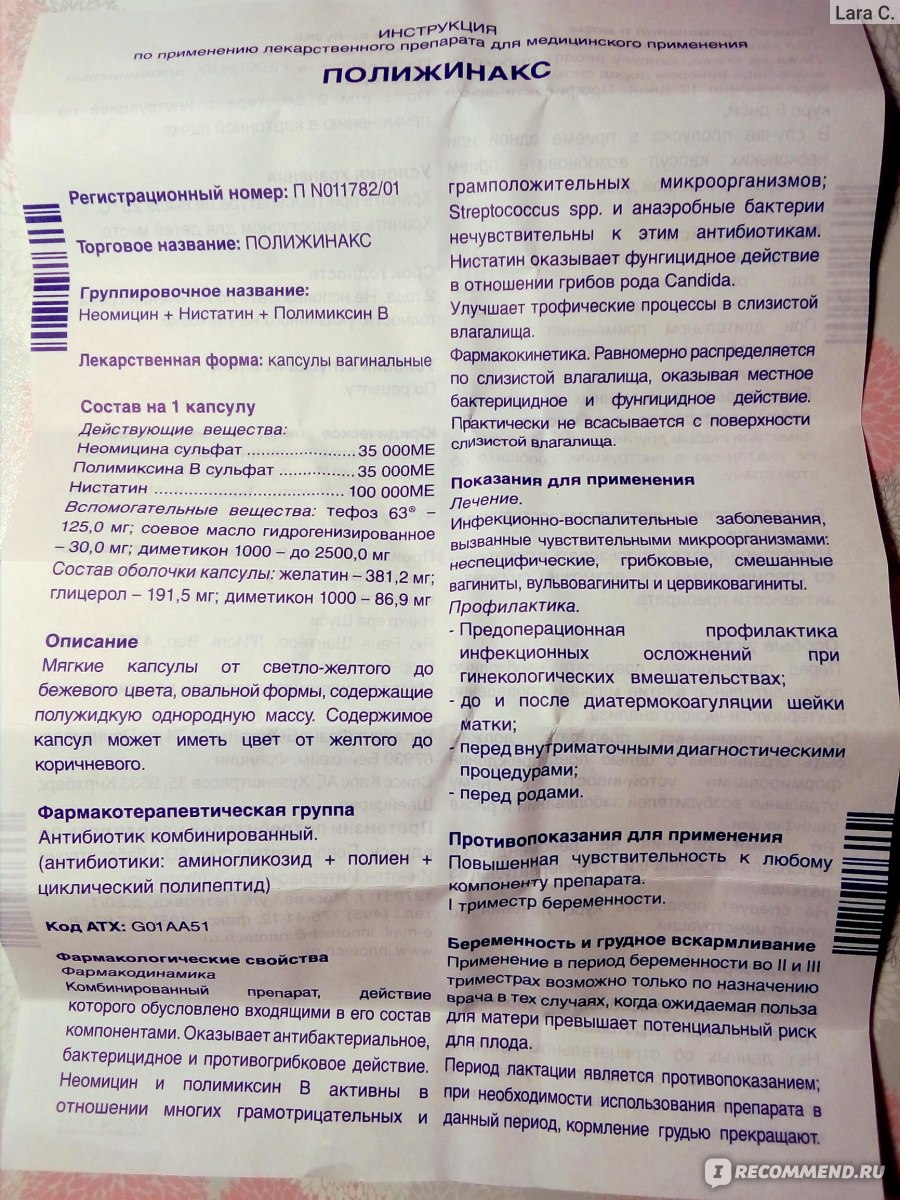 Lara C.
ИНСТРУКЦИЯ
по применению лекарственного препарата для медицинского применения
ПОЛИЖИНАКС
Регистрационный номер: П N011782/01
Торговое название: ПОЛИЖИНАКС
Группировочное название:
Неомицин + Нистатин + Полимиксин В
Лекарственная форма: капсулы вагинальные
Состав на 1 капсулу
Действующие вещества:
Неомицина сульфат ....................... 35 000МЕ
Полимиксина В сульфат ................ 35 000МЕ
Нистатин ...................................... 100 000МЕ
Вспомогательные вещества: тефоз 63® –
125,0 мг; соевое масло гидрогенизированное
– 30,0 мг; диметикон 1000 – до 2500,0 мг
Состав оболочки капсулы: желатин – 381,2 мг;
глицерол – 191,5 мг; диметикон 1000 – 86,9 мг
Описание
Мягкие капсулы от светло-желтого до
бежевого цвета, овальной формы, содержащие
полужидкую однородную массу. Содержимое
капсул может иметь цвет от желтого до
коричневого.
Фармакотерапевтическая группа
Антибиотик комбинированный.
(антибиотики: аминогликозид + полиен +
циклический полипептид)
Код АТХ: G01AA51
Фармакологические свойства
Фармакодинамика
Комбинированный препарат, действие
которого обусловлено входящими в его состав
компонентами. Оказывает антибактериальное,
бактерицидное и противогрибковое действие.
Неомицин и полимиксин В активны в
отношении многих грамотрицательных и
грамположительных микроорганизмов;
Streptococcus spp. и анаэробные бактерии
нечувствительны к этим антибиотикам.
Нистатин оказывает фунгицидное действие
в отношении грибов рода Candida.
Улучшает трофические процессы в слизистой
влагалища.
Фармакокинетика. Равномерно распределяется
по слизистой влагалища, оказывая местное
бактерицидное и фунгицидное действие.
Практически не всасывается с поверхности
слизистой влагалища.
Показания для применения
Лечение.
Инфекционно-воспалительные заболевания,
вызванные чувствительными микроорганизмами:
неспецифические, грибковые, смешанные
вагиниты, вульвовагиниты и цервиковагиниты.
Профилактика.
- Предоперационная профилактика
инфекционных осложнений при
гинекологических вмешательствах;
- до и после диатермокоагуляции шейки
матки;
- перед внутриматочными диагностическими
процедурами;
- перед родами.
Противопоказания для применения
Повышенная чувствительность к любому
компоненту препарата.
I триместр беременности.
Беременность и грудное вскармливание
Применение в период беременности во II и III
триместрах возможно только по назначению
врача в тех случаях, когда ожидаемая польза
для матери превышает потенциальный риск
для плода.
Период лактации является противопоказанием;
при необходимости использования препарата в
данный период, кормление грудью прекращают.
I RECOMMEND.RU